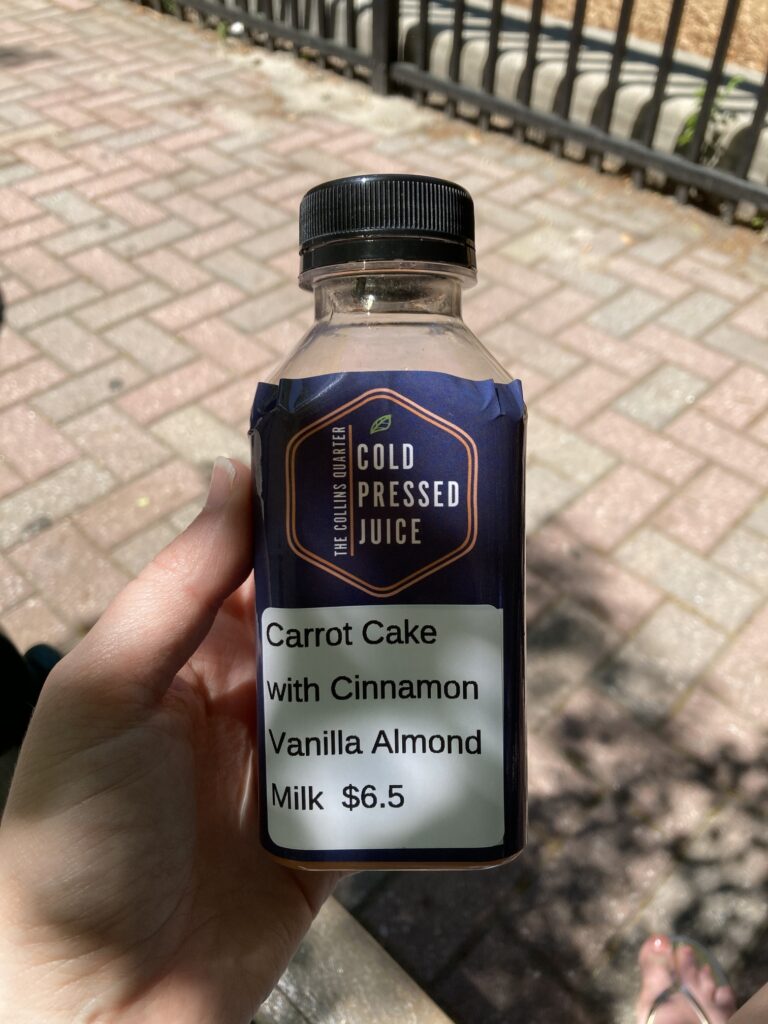 THE COLLINS QUARTER
COLD
PRESSED
JUICE
Carrot Cake
with Cinnamon
Vanilla Almond
Milk $6.5